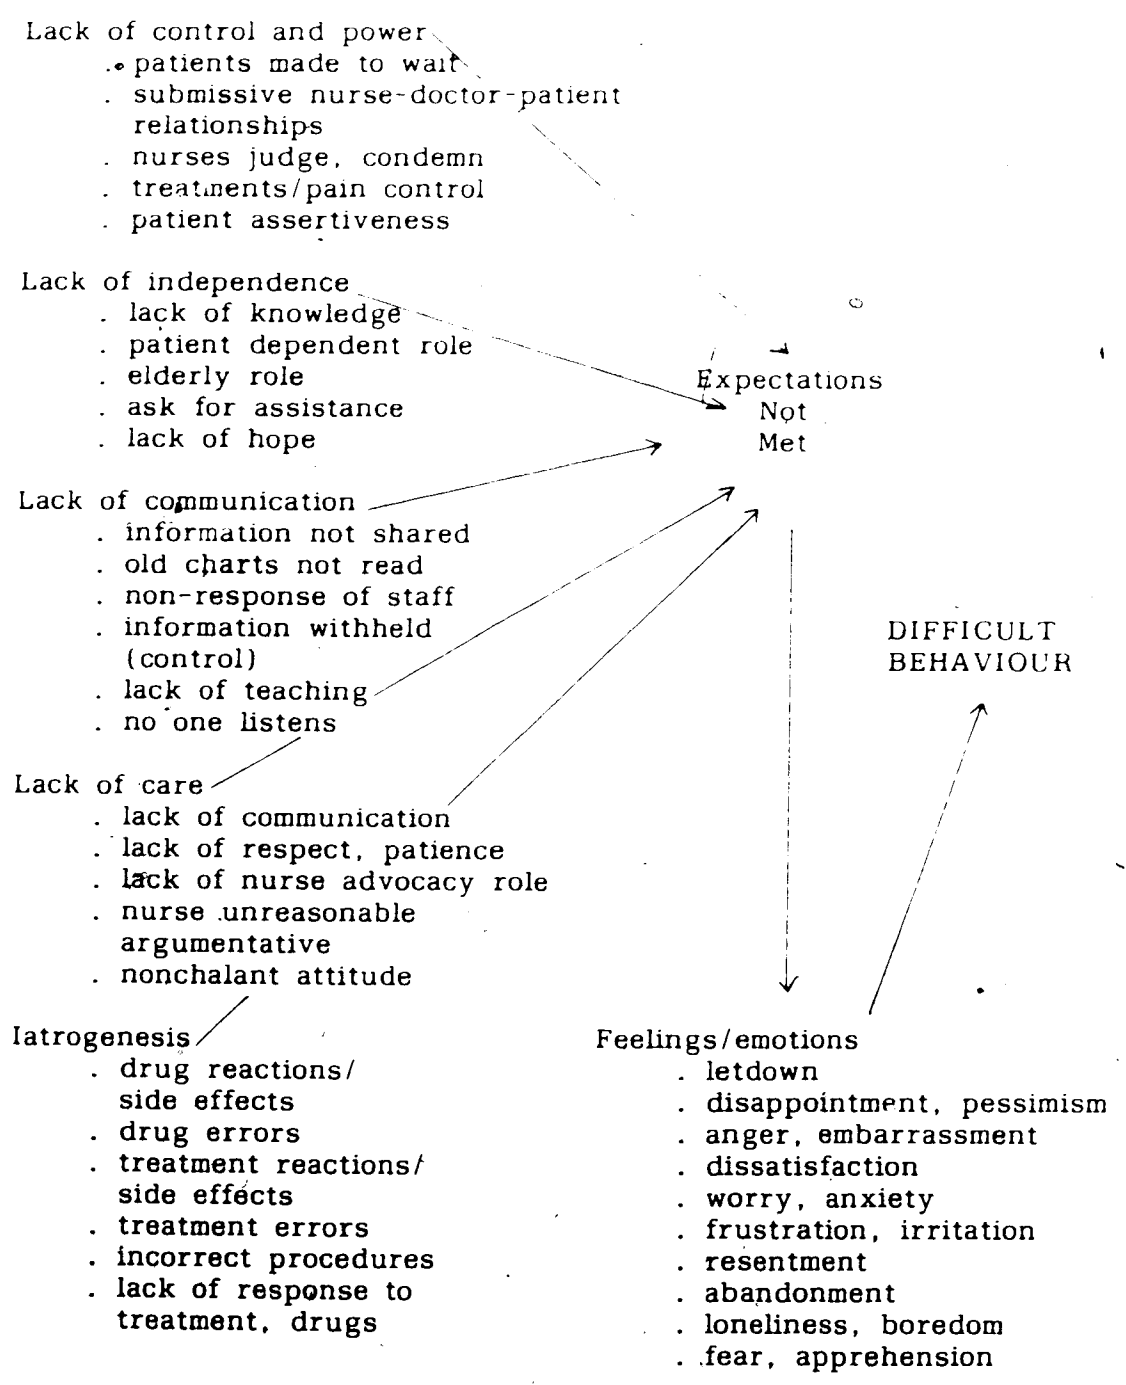 Lack of control and power
. patients made to wait
. submissive nurse-doctor-patient
relationships
. nurses judge, condemn
. treatments/pain control
. patient assertiveness
Lack of independence
. lack of knowledge
. patient dependent role
. elderly role
. ask for assistance
. lack of hope
Expectations
Not
Met
Lack of communication
. information not shared
. old charts not read
. non-response of staff
. information withheld
(control)
. lack of teaching
. no one listens
DIFFICULT
BEHAVIOUR
Lack of care
. lack of communication
. lack of respect, patience
. lack of nurse advocacy role
. nurse unreasonable
argumentative
. nonchalant attitude
Iatrogenesis
. drug reactions/
side effects
. drug errors
. treatment reactions/
side effects
. treatment errors
. incorrect procedures
. lack of response to
treatment, drugs
Feelings/emotions
. letdown
. disappointment, pessimism
. anger, embarrassment
. dissatisfaction
. worry, anxiety
. frustration, irritation
. resentment
. abandonment
. loneliness, boredom
. fear, apprehension